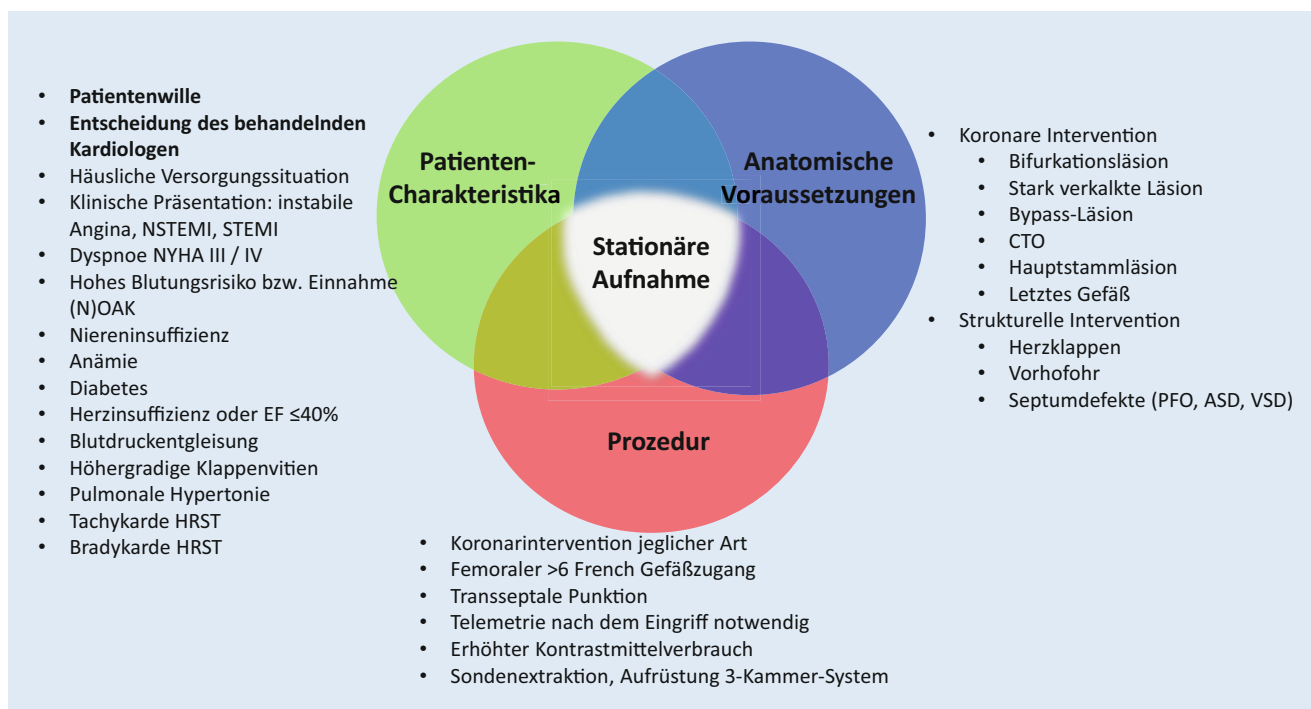 • Patientenwille
• Entscheidung des behandelnden
Kardiologen
• Häusliche Versorgungssituation
• Klinische Präsentation: instabile
Angina, NSTEMI, STEMI
• Dyspnoe NYHA III / IV
• Hohes Blutungsrisiko bzw. Einnahme
(N)OAK
• Niereninsuffizienz
• Anämie
• Diabetes
• Herzinsuffizienz oder EF ≤40%
• Blutdruckentgleisung
• Höhergradige Klappenvitien
• Pulmonale Hypertonie
• Tachykarde HRST
• Bradykarde HRST
Patienten-
Charakteristika
Anatomische
Voraussetzungen
Stationäre
Aufnahme
Prozedur
• Koronare Intervention
• Bifurkationsläsion
• Stark verkalkte Läsion
• Bypass-Läsion
• CTO
• Hauptstammläsion
• Letztes Gefäß
• Strukturelle Intervention
• Herzklappen
• Vorhofohr
• Septumdefekte (PFO, ASD, VSD)
• Koronarintervention jeglicher Art
• Femoraler >6 French Gefäßzugang
• Transseptale Punktion
• Telemetrie nach dem Eingriff notwendig
• Erhöhter Kontrastmittelverbrauch
• Sondenextraktion, Aufrüstung 3-Kammer-System